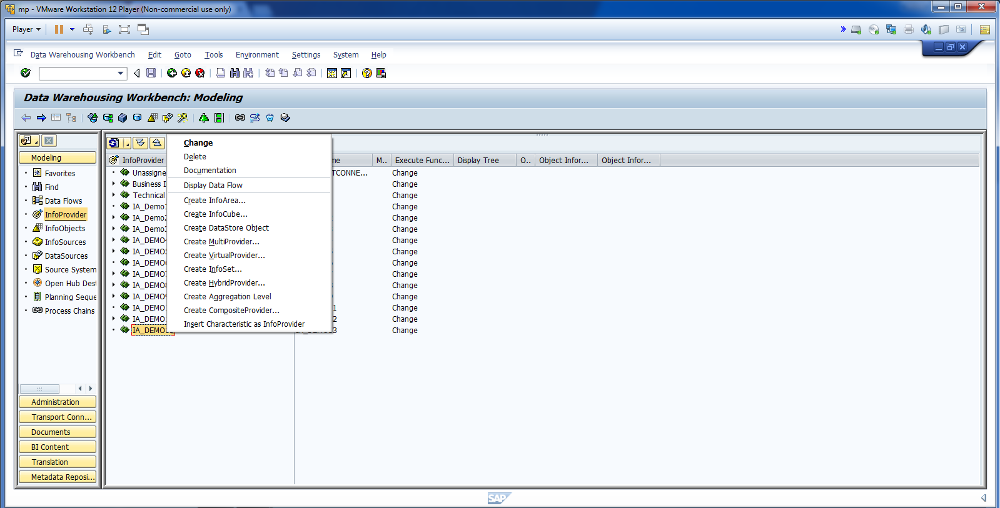 mp - VMware Workstation 12 Player (Non-commercial use only)
Player
Data Warehousing Workbench Edit Goto Tools Environment Settings System Help
Data Warehousing Workbench: Modeling
Modeling
Favorites
Find
Data Flows
InfoProvider
InfoObjects
InfoSources
DataSources
Source System
Open Hub Dest
Planning Seque
Process Chains
Administration
Transport Conn...
Documents
BI Content
Translation
Metadata Reposi...
InfoProvider M.. Execute Func... Display Tree O.. Object Infor... Object Infor...
Unassigne TCONNE... Change
Business I Change
Technical Change
IA_Demo1 Change
IA_Demo2 Change
IA_Demo3 Change
IA_DEMO4 Change
IA_DEMO5 Change
IA_DEMO6 Change
IA_DEMO7 Change
IA_DEMO8 Change
IA_DEMO9 Change
IA_DEMO1 1 Change
IA_DEMO1 2 Change
IA_DEMO 3 Change
Change
Delete
Documentation
Display Data Flow
Create InfoArea...
Create InfoCube...
Create DataStore Object
Create MultiProvider...
Create VirtualProvider...
Create InfoSet...
Create HybridProvider...
Create Aggregation Level
Create CompositeProvider...
Insert Characteristic as InfoProvider
SAP